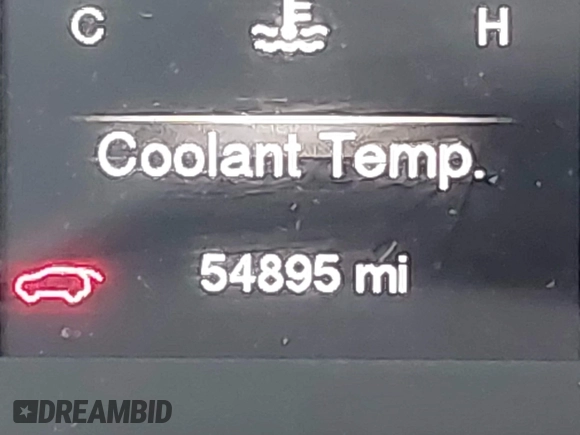 C H
Coolant Temp.
54895 mi
DREAMBID